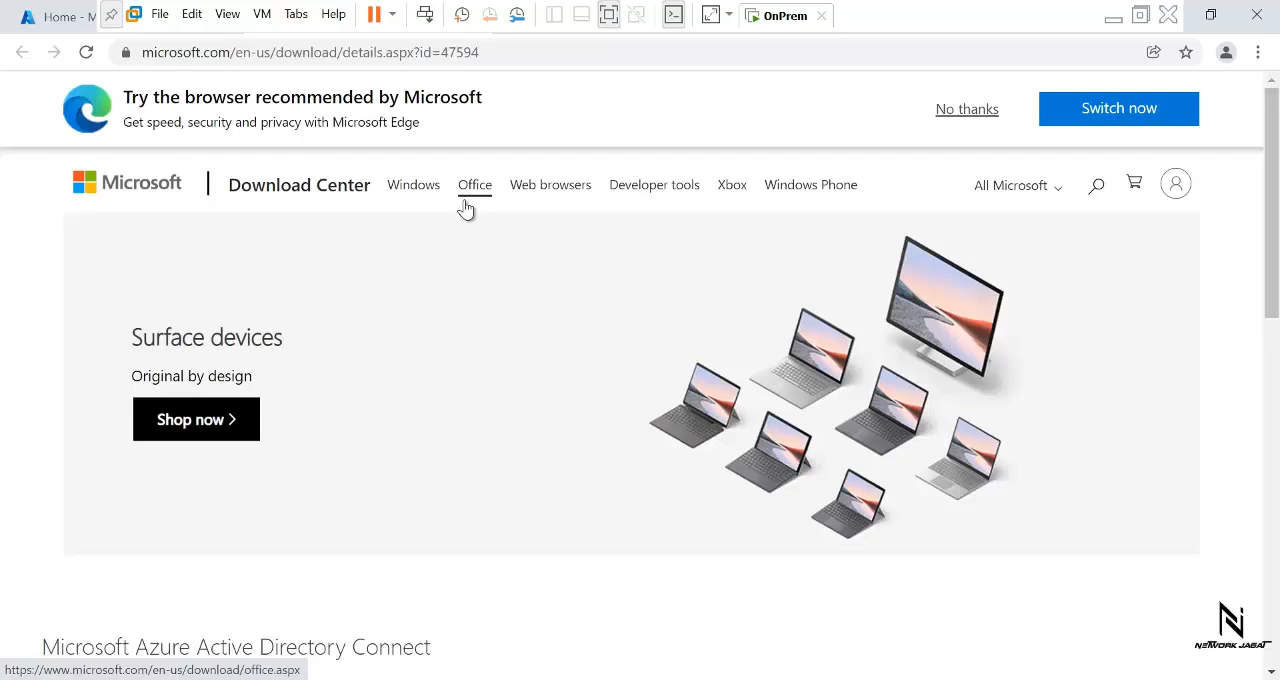 Home - M
File Edit View VM Tabs Help
OnPrem
microsoft.com/en-us/download/details.aspx?id=47594
Try the browser recommended by Microsoft
Get speed, security and privacy with Microsoft Edge
No thanks
Switch now
Microsoft
Download Center
Windows
Office
Web browsers
Developer tools
Xbox
Windows Phone
All Microsoft
Surface devices
Original by design
Shop now
Microsoft Azure Active Directory Connect
NETWORK JAGAT
https://www.microsoft.com/en-us/download/office.aspx